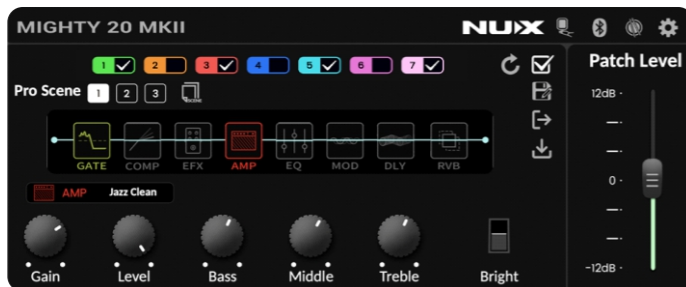 MIGHTY 20 MKII
NUX
1 2 3 4 5 6 7
Patch Level
Pro Scene 1 2 3
SCENE
12dB
0
-12dB
GATE COMP EFX AMP EQ MOD DLY RVB
AMP Jazz Clean
Gain Level Bass Middle Treble Bright